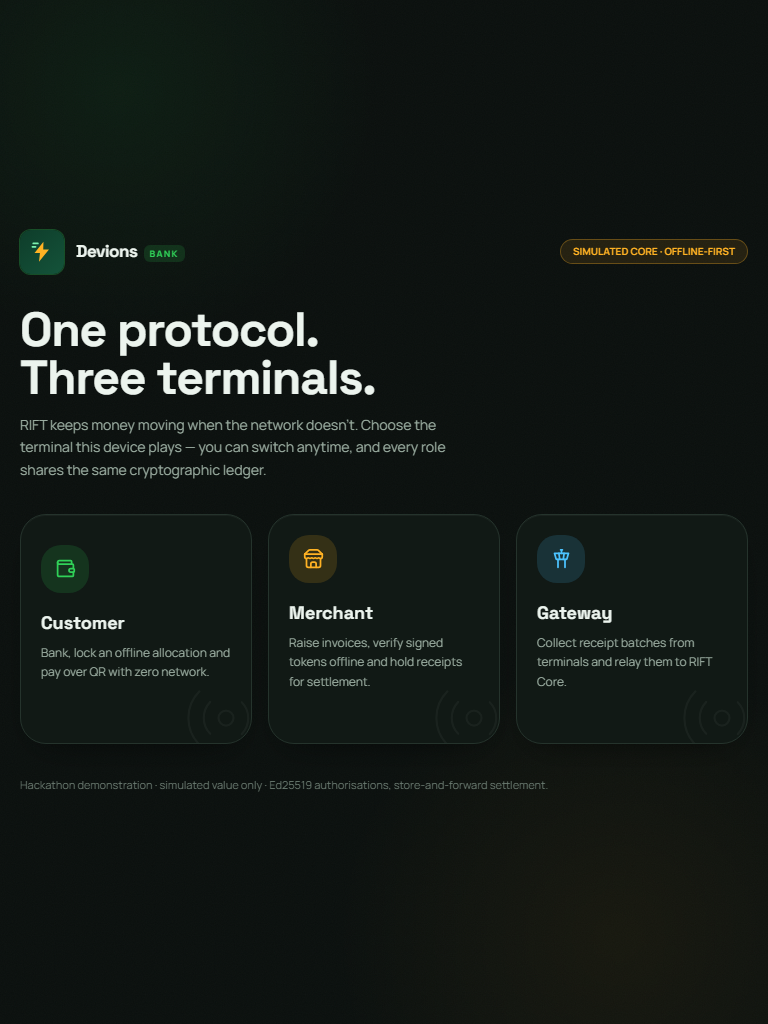 Devions BANK
SIMULATED CORE · OFFLINE-FIRST
One protocol.
Three terminals.
RIFT keeps money moving when the network doesn't. Choose the
terminal this device plays — you can switch anytime, and every role
shares the same cryptographic ledger.
Customer
Bank, lock an offline allocation and
pay over QR with zero network.
Merchant
Raise invoices, verify signed
tokens offline and hold receipts
for settlement.
Gateway
Collect receipt batches from
terminals and relay them to RIFT
Core.
Hackathon demonstration · simulated value only · Ed25519 authorisations, store-and-forward settlement.